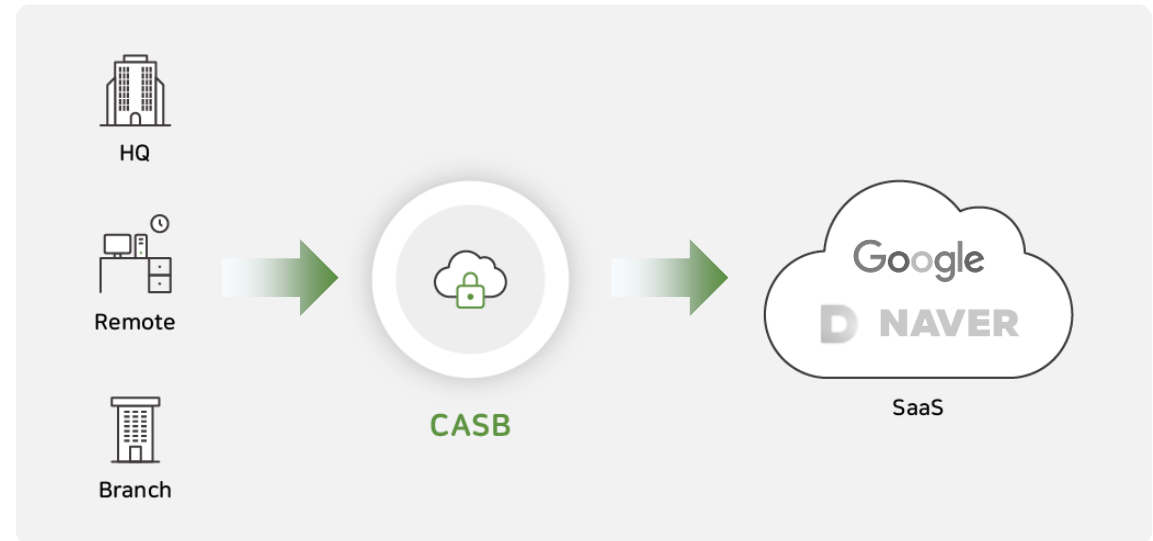 HQ
Remote
Branch
CASB
Google
D NAVER
SaaS